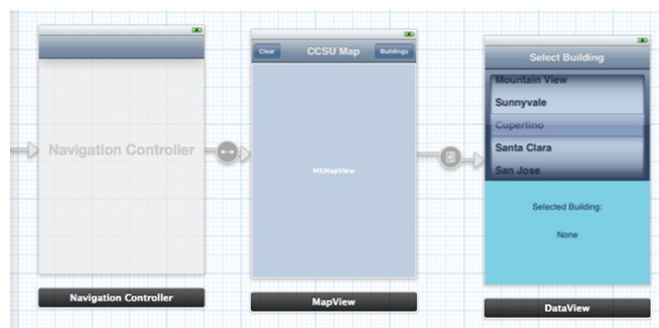 Navigation Controller
Navigation Controller
Clear
CCSU Map
Buildings
MKMapView
MapView
Select Building
Mountain View
Sunnyvale
Cupertino
Santa Clara
San Jose
Selected Building:
None
DataView